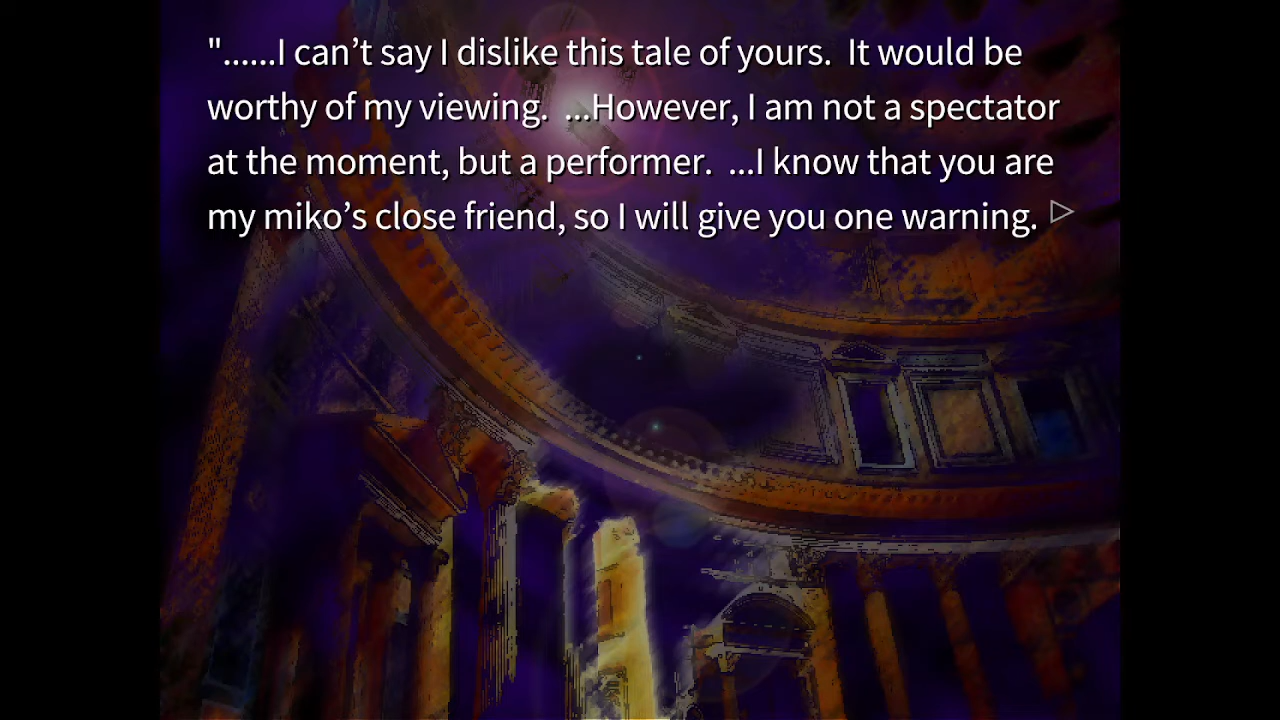 "......I can’t say I dislike this tale of yours.  It would be
worthy of my viewing.  ...However, I am not a spectator
at the moment, but a performer.  ...I know that you are
my miko’s close friend, so I will give you one warning.